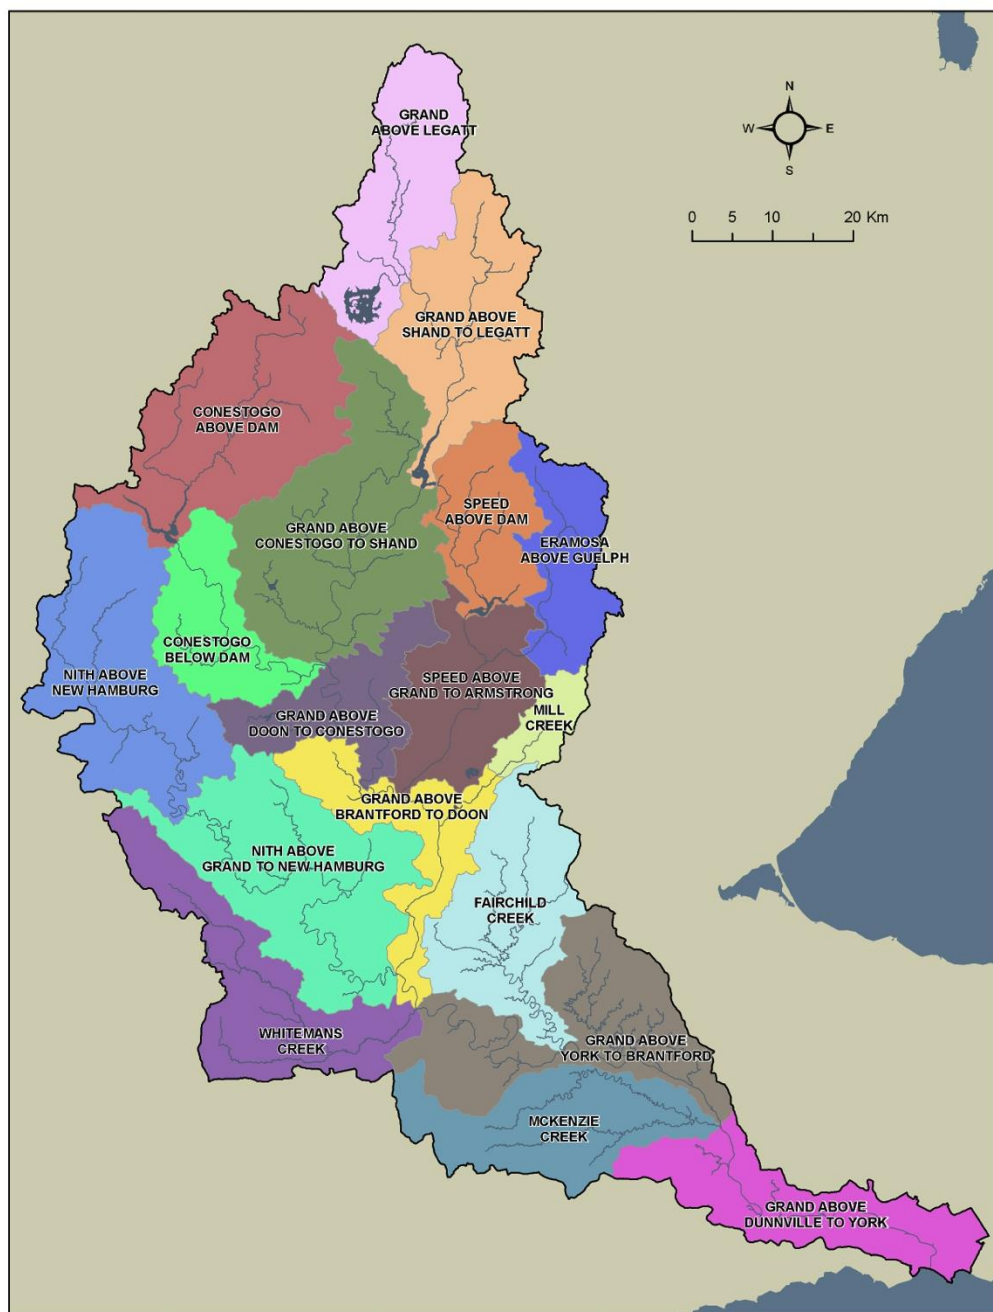 GRAND
ABOVE LEGATT
N
W
E
S
0 5 10 20 Km
GRAND ABOVE
SHAND TO LEGATT
CONESTOGO
ABOVE DAM
SPEED
ABOVE DAM
GRAND ABOVE
CONESTOGO TO SHAND
ERAMOSA
ABOVE GUELPH
CONESTOGO
BELOW DAM
NITH ABOVE
NEW HAMBURG
SPEED ABOVE
GRAND TO ARMSTRONG
MILL
CREEK
GRAND ABOVE
DOON TO CONESTOGO
GRAND ABOVE
BRANTFORD TO DOON
NITH ABOVE
GRAND TO NEW HAMBURG
FAIRCHILD
CREEK
WHITEMANS
CREEK
GRAND ABOVE
YORK TO BRANTFORD
MCKENZIE
CREEK
GRAND ABOVE
DUNNVILLE TO YORK